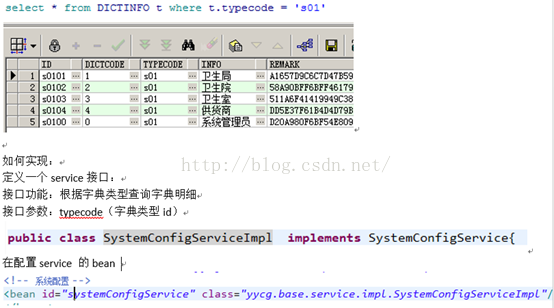 select * from DICTINFO t where t.typecode = 's01'
ID DICTCODE TYPECODE INFO REMARK
1 s0101 1 s01 卫生局 A1657D9C6C7D47B59
2 s0102 2 s01 卫生院 58A90BFF6BFF46179
3 s0103 3 s01 卫生室 511A6F41419949C38
4 s0104 4 s01 供货商 DD5E37F61B4D4D79B
5 s0100 0 s01 系统管理员 D20A980F6BF54E809
http://blog.csdn.net/
如何实现：
定义一个 service 接口：
接口功能：根据字典类型查询字典明细
接口参数：typecode（字典类型 id）
public class SystemConfigServiceImpl implements SystemConfigService{
在配置 service 的 bean
<!-- 系统配置 -->
<bean id="systemConfigService" class="yycg.base.service.impl.SystemConfigServiceImpl"/